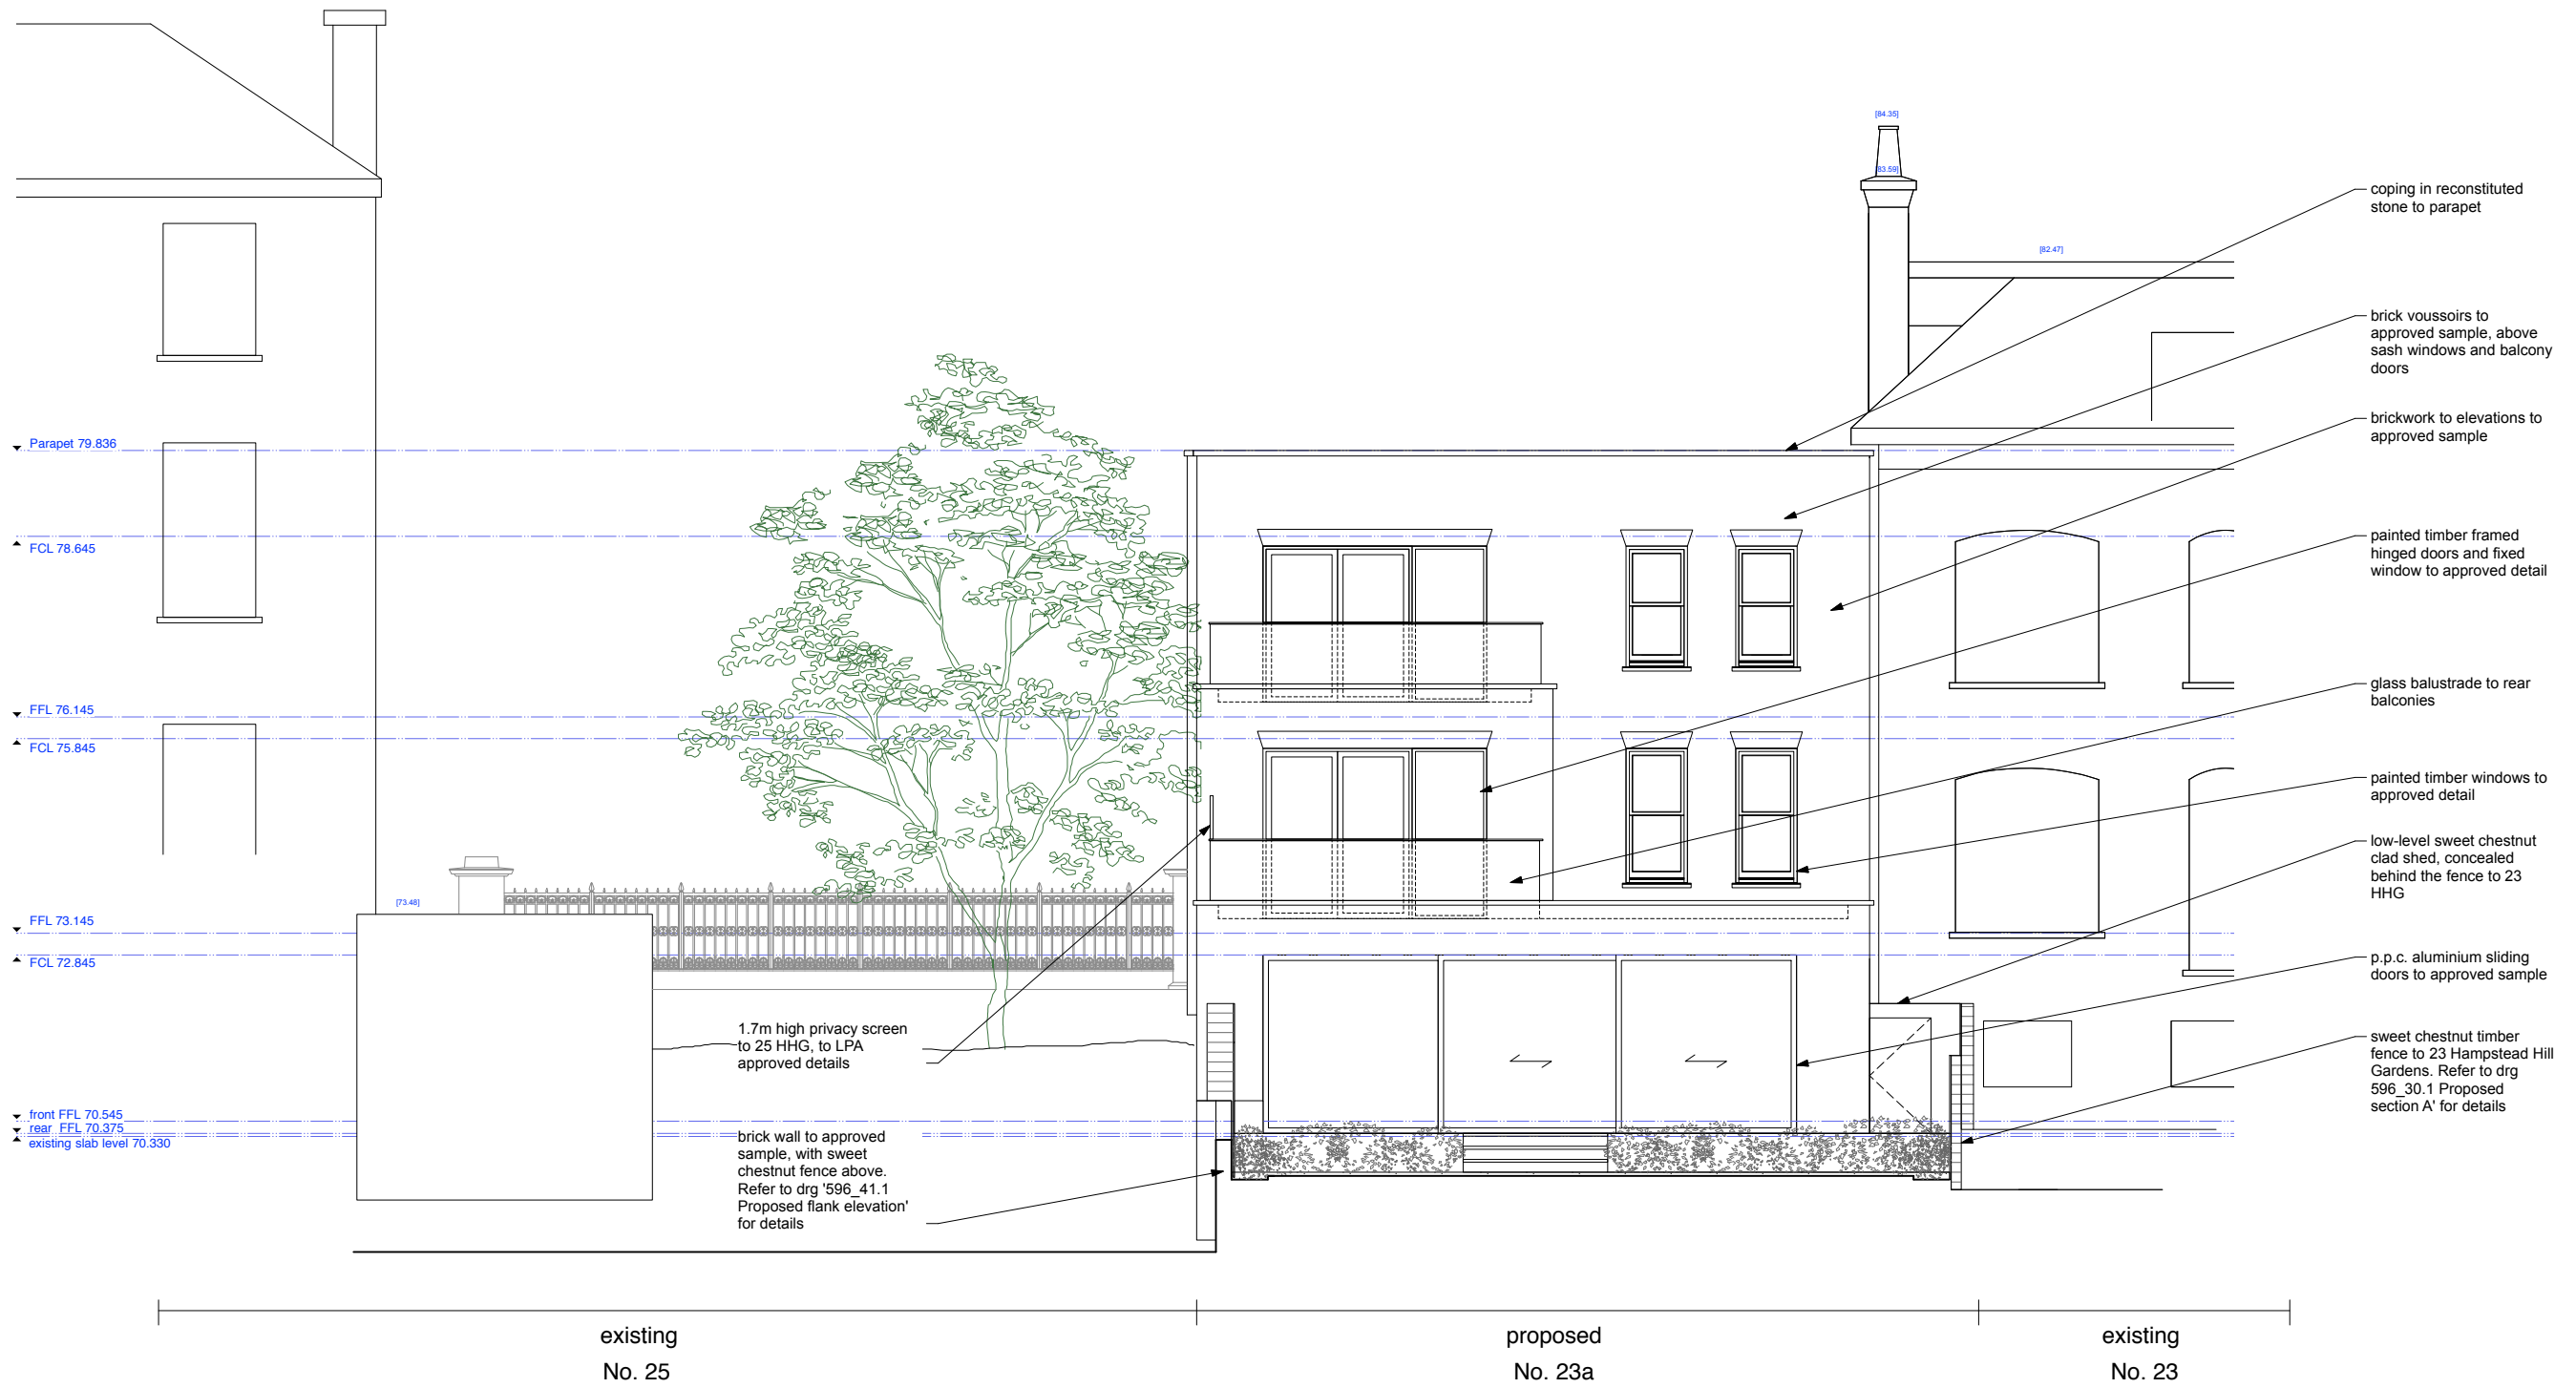 [84.35]
[83.59]
coping in reconstituted
stone to parapet
[82.47]
brick voussoirs to
approved sample, above
sash windows and balcony
doors
brickwork to elevations to
approved sample
Parapet 79.836
FCL 78.645
painted timber framed
hinged doors and fixed
window to approved detail
glass balustrade to rear
balconies
FFL 76.145
FCL 75.845
painted timber windows to
approved detail
low-level sweet chestnut
clad shed, concealed
behind the fence to 23
HHG
[73.48]
FFL 73.145
FCL 72.845
p.p.c. aluminium sliding
doors to approved sample
1.7m high privacy screen
to 25 HHG, to LPA
approved details
sweet chestnut timber
fence to 23 Hampstead Hill
Gardens. Refer to drg
596_30.1 Proposed
section A' for details
front FFL 70.545
rear FFL 70.375
existing slab level 70.330
brick wall to approved
sample, with sweet
chestnut fence above.
Refer to drg '596_41.1
Proposed flank elevation'
for details
existing
No. 25
proposed
No. 23a
existing
No. 23